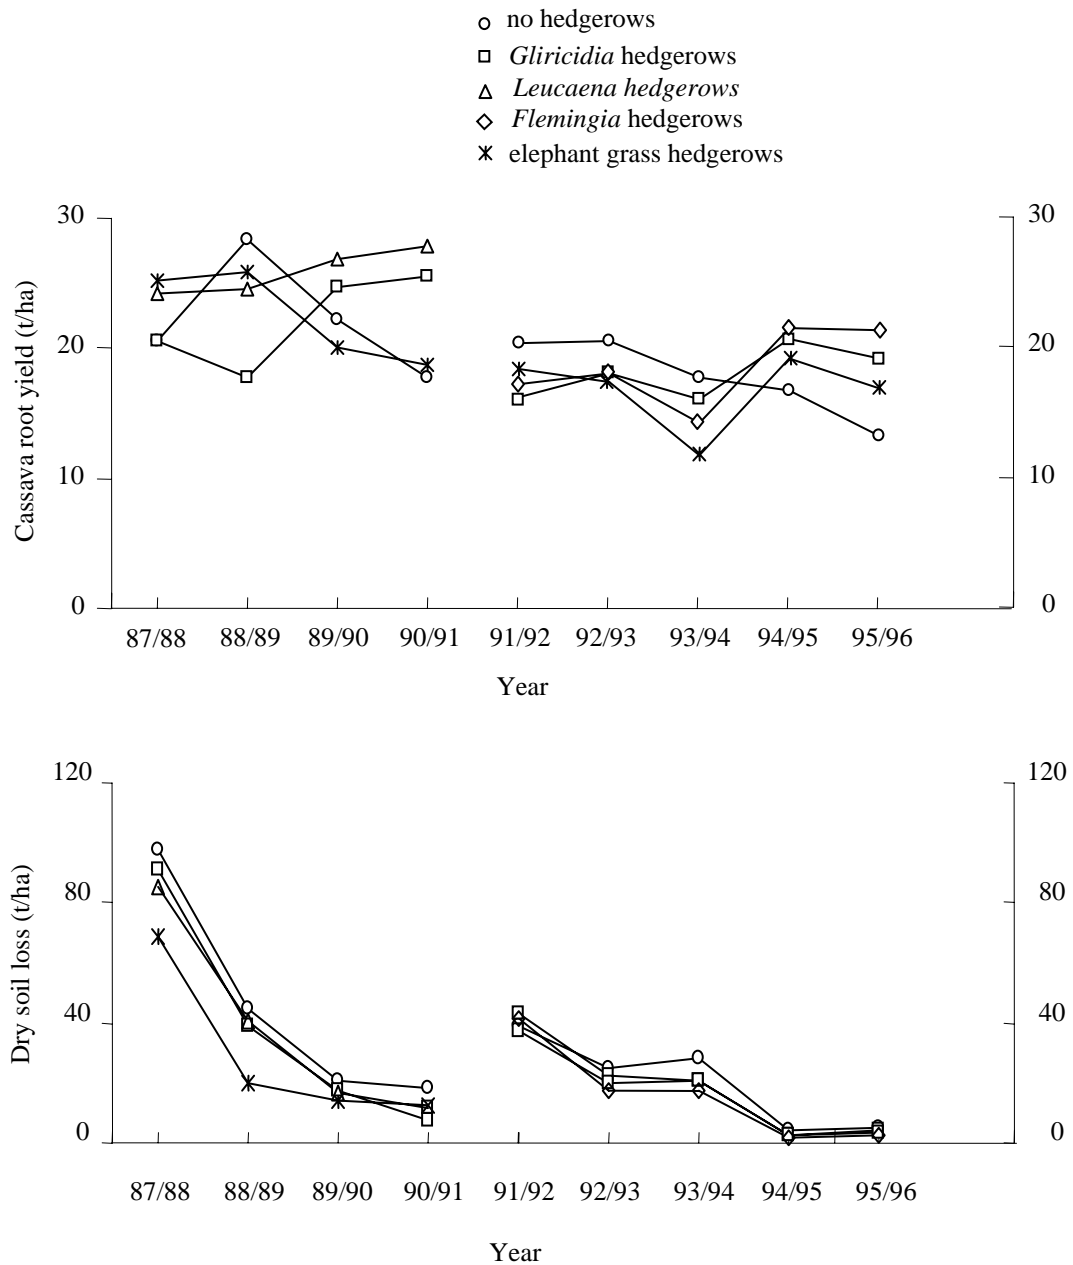 no hedgerows
Gliricidia hedgerows
Leucaena hedgerows
Flemingia hedgerows
elephant grass hedgerows
30
30
20
20
10
10
0
0
Cassava root yield (t/ha)
87/88 88/89 89/90 90/91 91/92 92/93 93/94 94/95 95/96
Year
120
120
80
80
40
40
0
0
Dry soil loss (t/ha)
87/88 88/89 89/90 90/91 91/92 92/93 93/94 94/95 95/96
Year